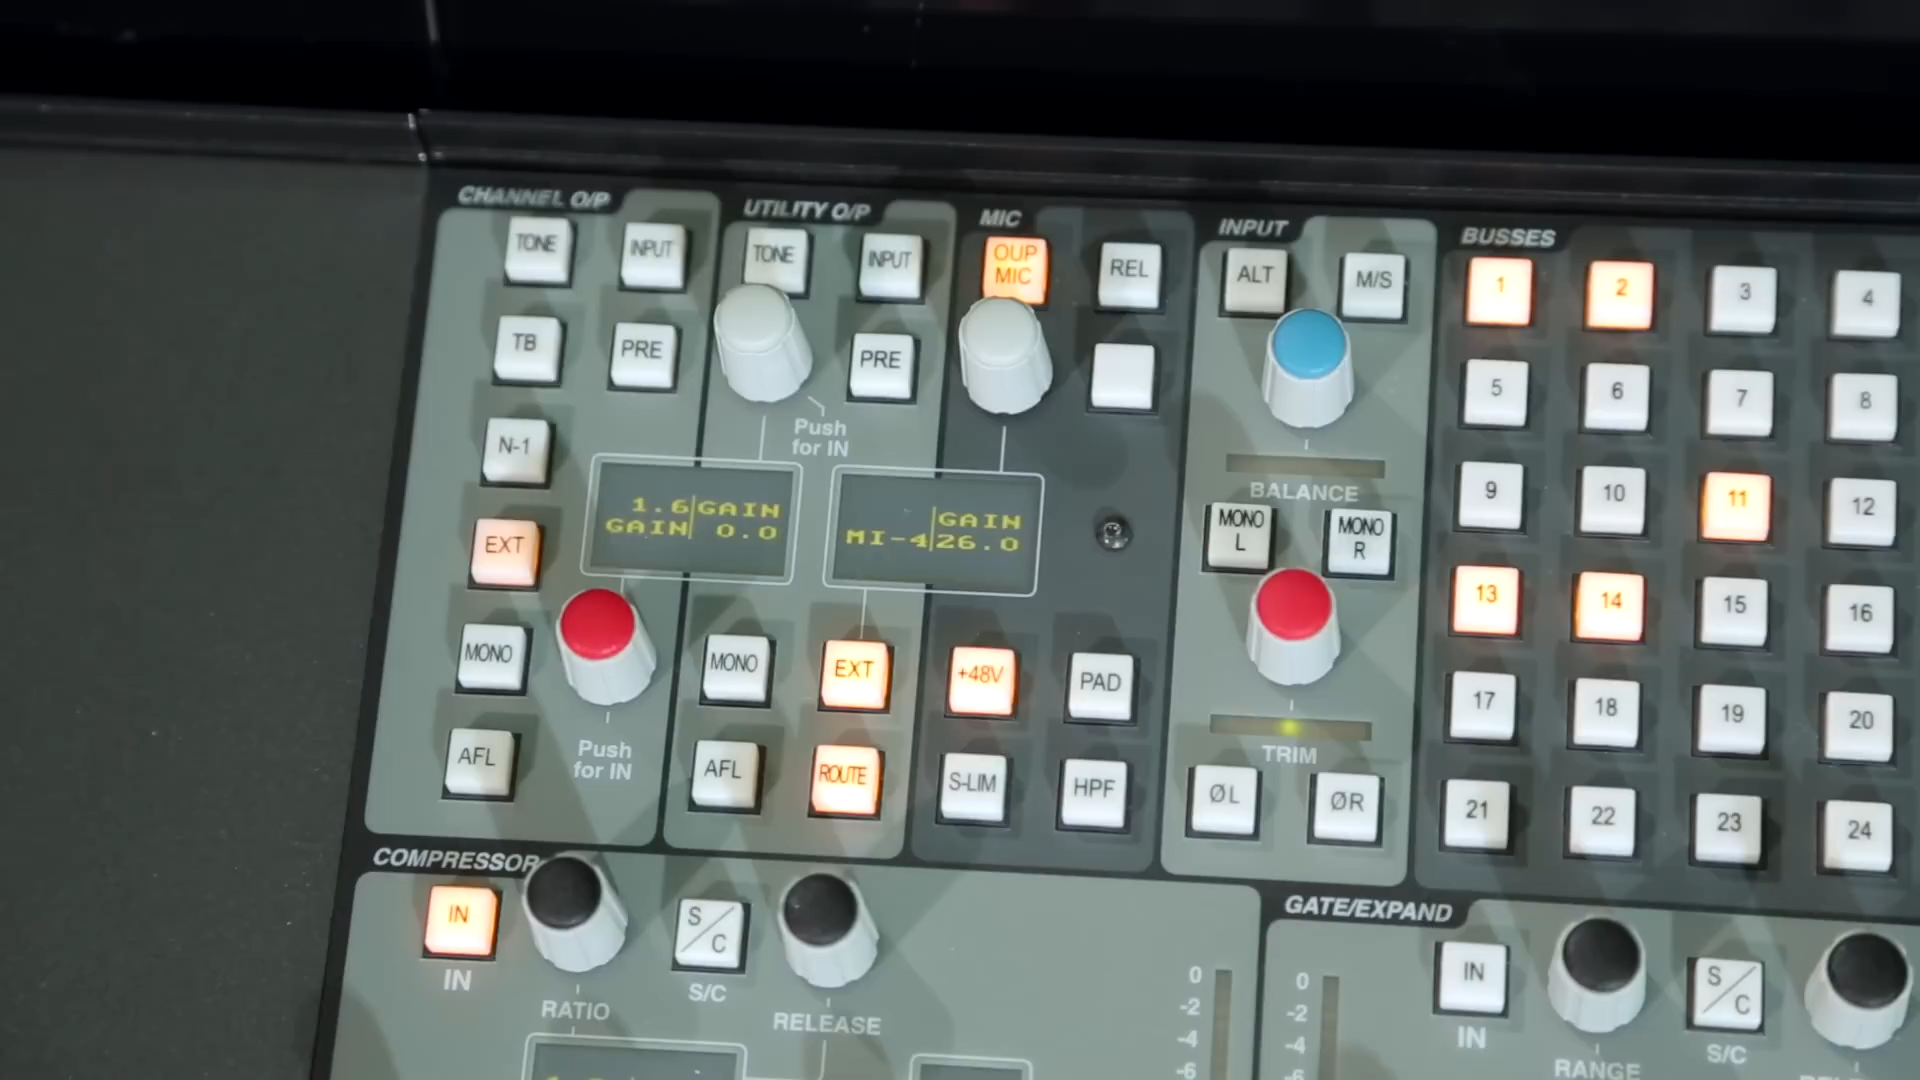 CHANNEL O/P
TONE
INPUT
TB
PRE
N-1
EXT
MONO
AFL
Push
for IN
UTILITY O/P
TONE
INPUT
PRE
Push
for IN
1.6|GAIN
GAIN| 0.0
MONO
EXT
AFL
ROUTE
MIC
OUP
MIC
REL
|GAIN
MI-4|26.0
+48V
PAD
S-LIM
HPF
INPUT
ALT
M/S
BALANCE
MONO
L
MONO
R
TRIM
ØL
ØR
BUSSES
1 2 3 4
5 6 7 8
9 10 11 12
13 14 15 16
17 18 19 20
21 22 23 24
COMPRESSOR
IN
IN
RATIO
S/C
S/C
RELEASE
0
-2
-4
-6
GATE/EXPAND
IN
IN
RANGE
S/C
S/C
0
-2
-4
-6